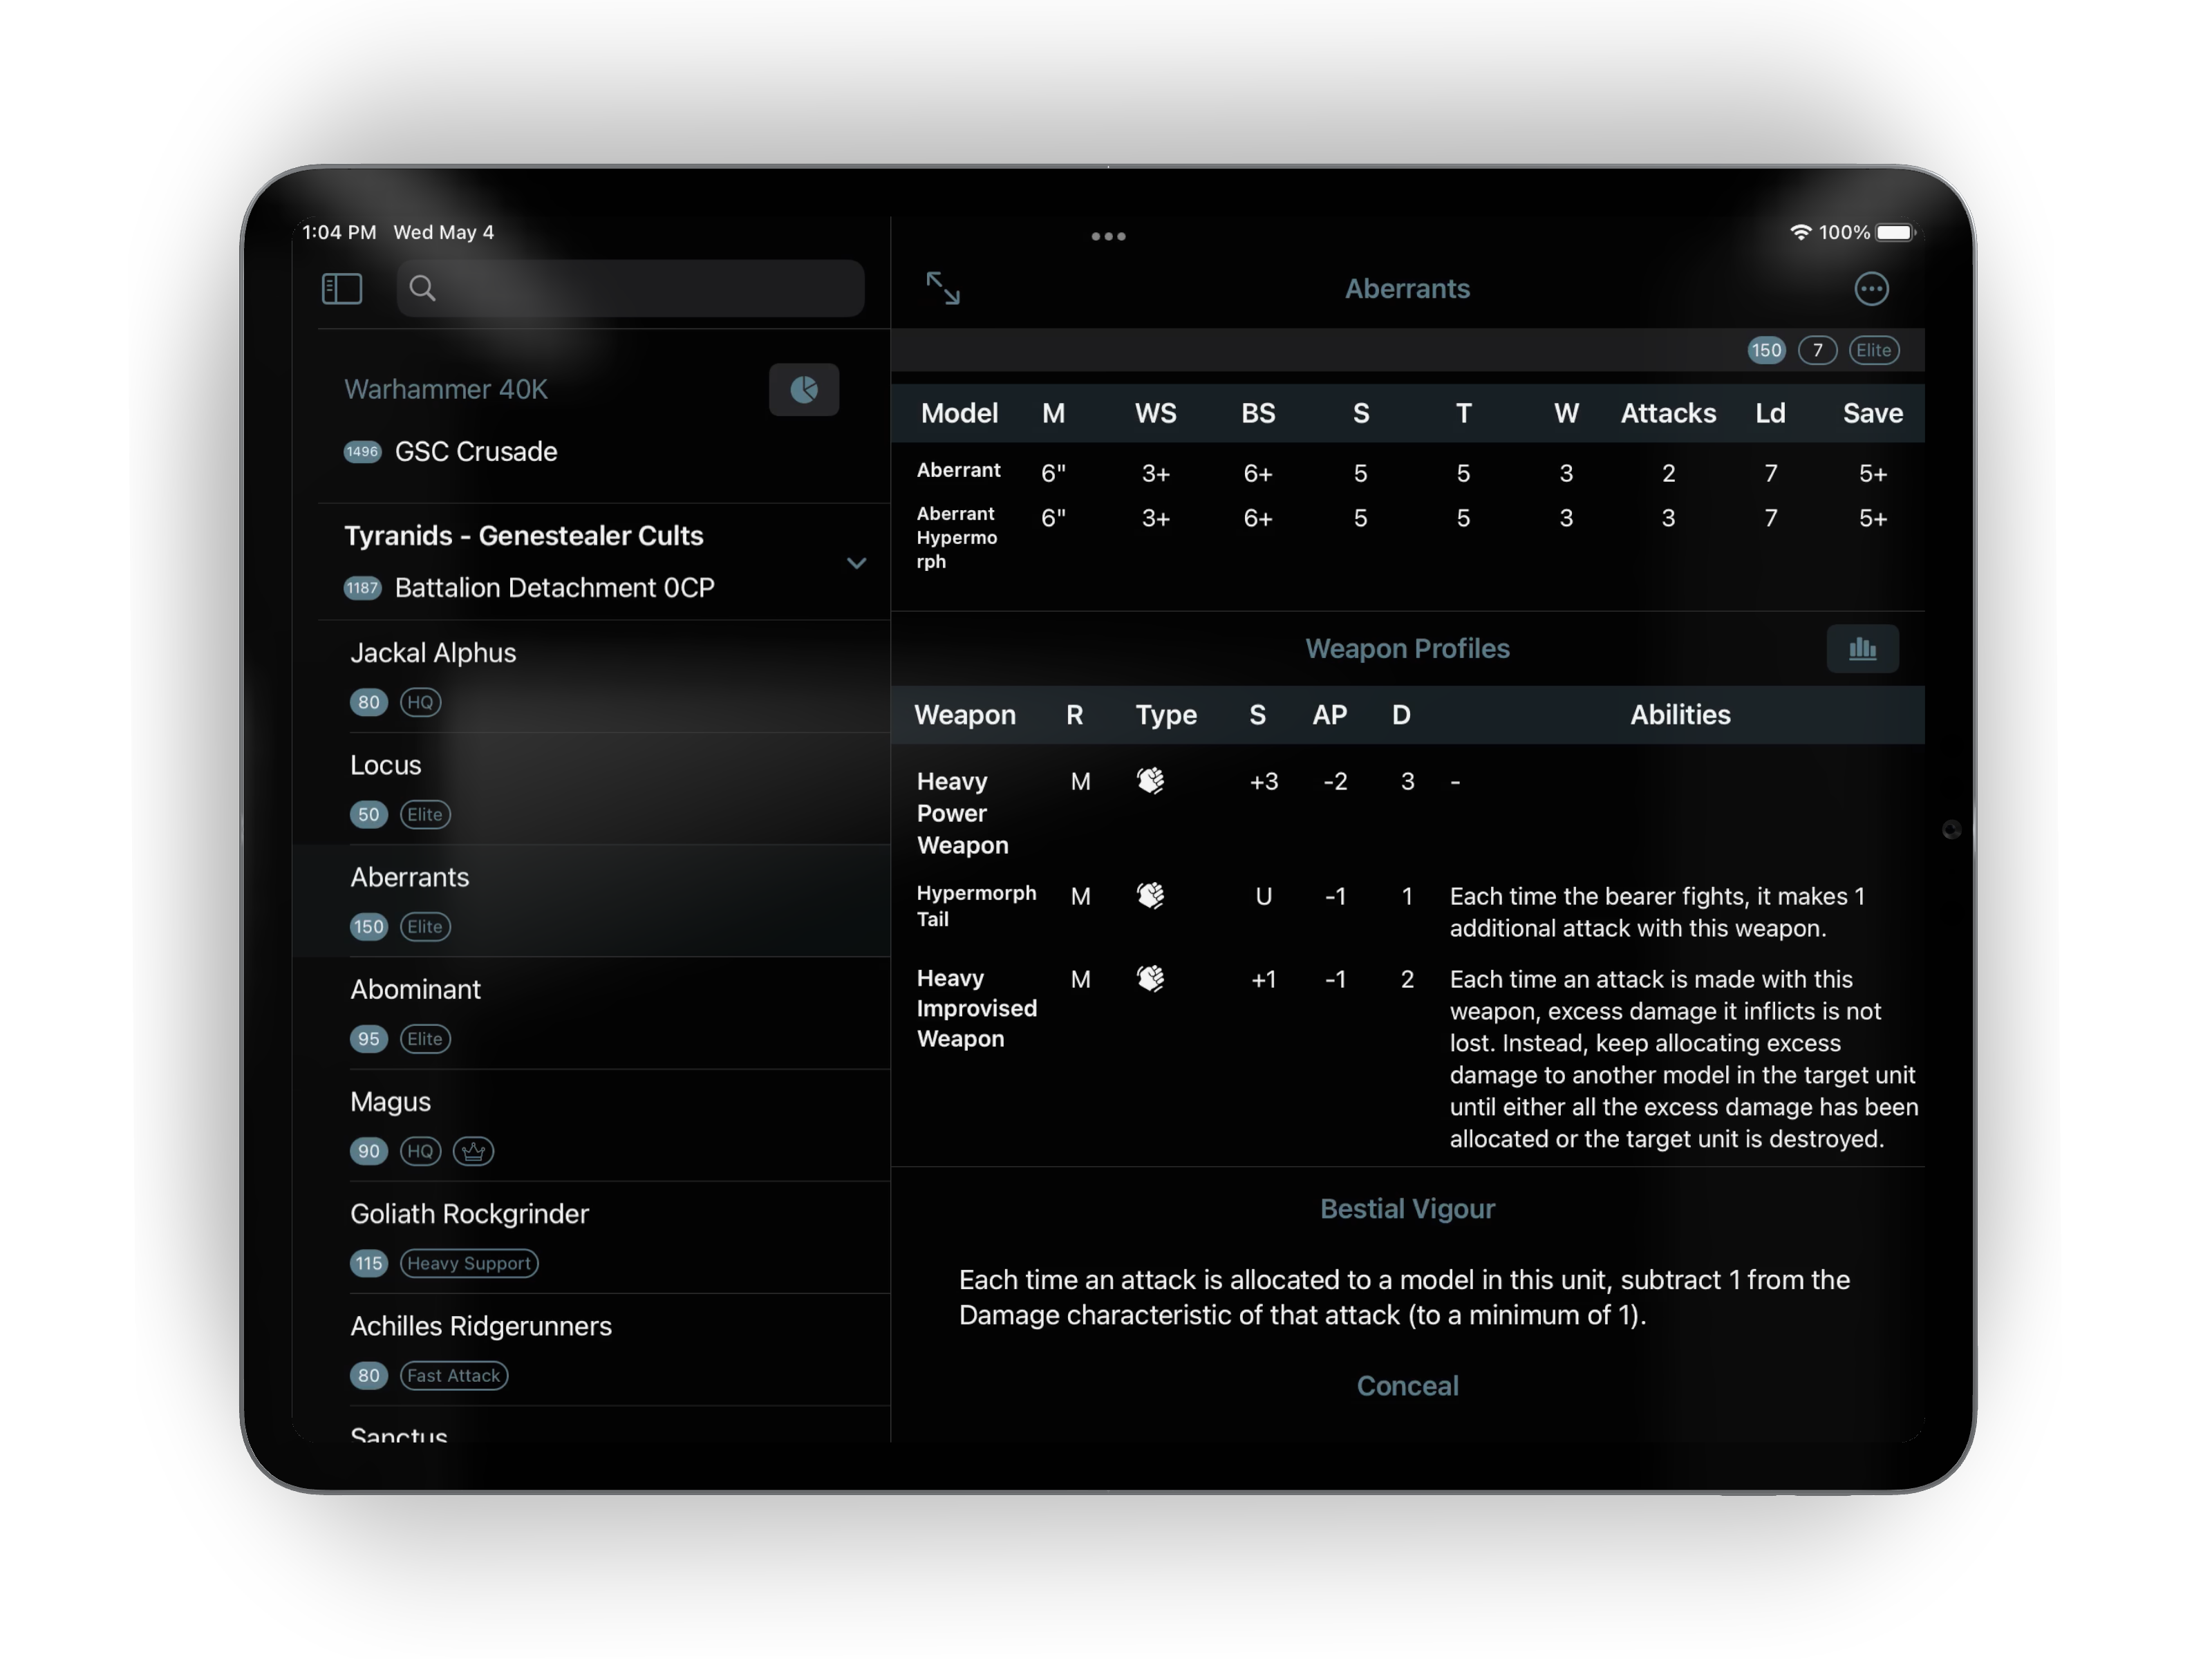 1:04 PM Wed May 4
100%
Warhammer 40K
1496 GSC Crusade
Tyranids - Genestealer Cults
1187 Battalion Detachment 0CP
Jackal Alphus
80 HQ
Locus
50 Elite
Aberrants
150 Elite
Abominant
95 Elite
Magus
90 HQ
Goliath Rockgrinder
115 Heavy Support
Achilles Ridgerunners
80 Fast Attack
Sanctus
Aberrants
150 7 Elite
Model M WS BS S T W Attacks Ld Save
Aberrant 6" 3+ 6+ 5 5 3 2 7 5+
Aberrant 6" 3+ 6+ 5 5 3 3 7 5+
Hypermo
rph
Weapon Profiles
Weapon R Type S AP D Abilities
Heavy M +3 -2 3 -
Power
Weapon
Hypermorph M U -1 1 Each time the bearer fights, it makes 1
Tail additional attack with this weapon.
Heavy M +1 -1 2 Each time an attack is made with this
Improvised weapon, excess damage it inflicts is not
Weapon lost. Instead, keep allocating excess
damage to another model in the target unit
until either all the excess damage has been
allocated or the target unit is destroyed.
Bestial Vigour
Each time an attack is allocated to a model in this unit, subtract 1 from the
Damage characteristic of that attack (to a minimum of 1).
Conceal